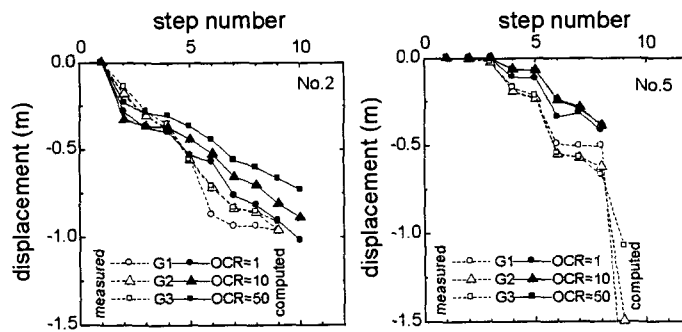 step number
0 5 10
0.0
-0.5
-1.0
-1.5
displacement (m)
No.2
measured
G1
G2
G3
OCR=1
OCR=10
OCR=50
computed
step number
0 5 10
0.0
-0.5
-1.0
-1.5
displacement (m)
No.5
measured
G1
G2
G3
OCR=1
OCR=10
OCR=50
computed